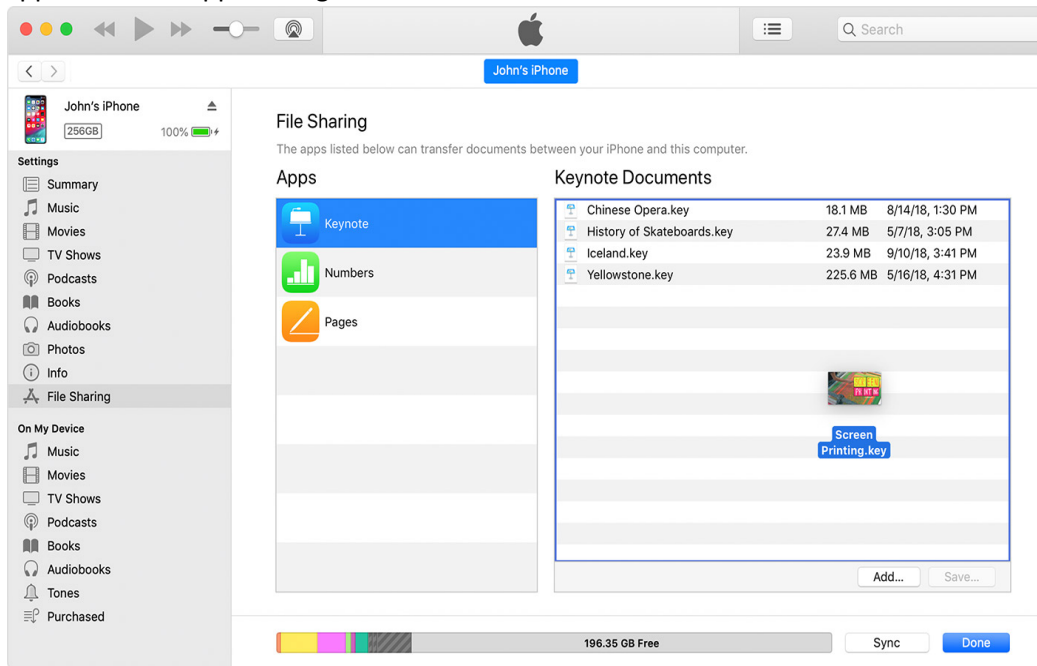 Search
John's iPhone
John's iPhone
256GB 100%
Settings
Summary
Music
Movies
TV Shows
Podcasts
Books
Audiobooks
Photos
Info
File Sharing
On My Device
Music
Movies
TV Shows
Podcasts
Books
Audiobooks
Tones
Purchased
File Sharing
The apps listed below can transfer documents between your iPhone and this computer.
Apps
Keynote
Numbers
Pages
Keynote Documents
Chinese Opera.key 18.1 MB 8/14/18, 1:30 PM
History of Skateboards.key 27.4 MB 5/7/18, 3:05 PM
Iceland.key 23.9 MB 9/10/18, 3:41 PM
Yellowstone.key 225.6 MB 5/16/18, 4:31 PM
Screen
Printing.key
Add... Save...
196.35 GB Free
Sync Done